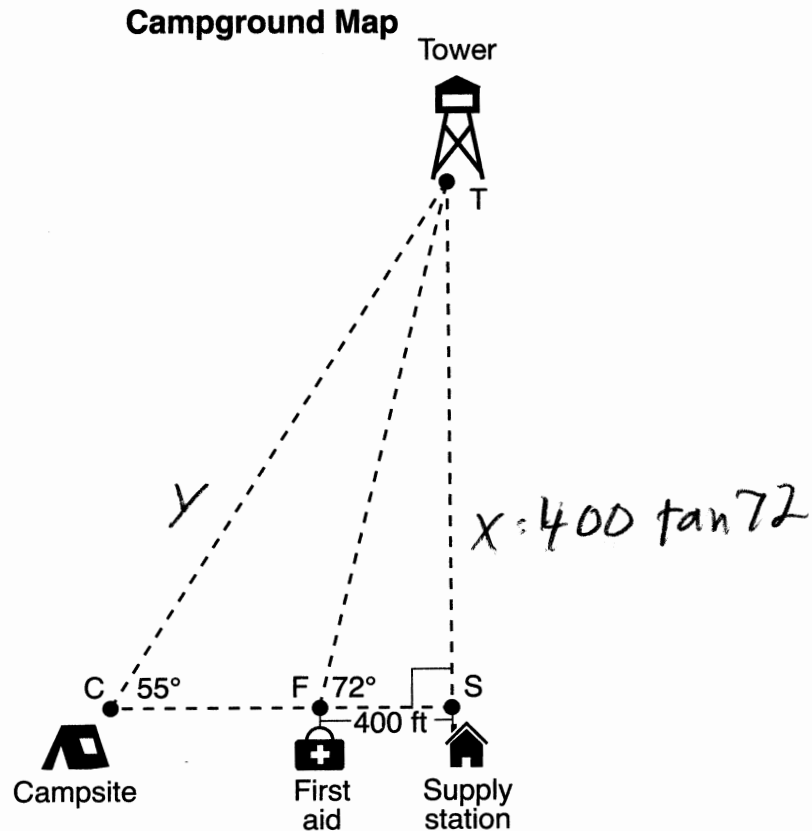 Campground Map
Tower
T
y
x = 400 tan 72
C 55° F 72° S
400 ft
Campsite
First
aid
Supply
station